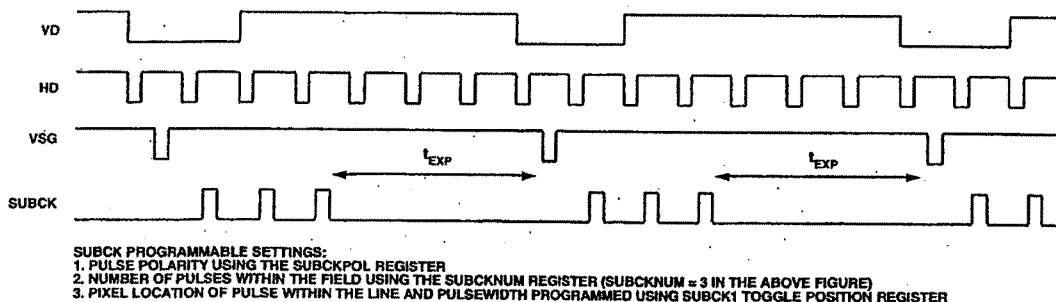 VD
HD
VSG
tEXP tEXP
SUBCK
SUBCK PROGRAMMABLE SETTINGS:
1. PULSE POLARITY USING THE SUBCKPOL REGISTER
2. NUMBER OF PULSES WITHIN THE FIELD USING THE SUBCKNUM REGISTER (SUBCKNUM = 3 IN THE ABOVE FIGURE)
3. PIXEL LOCATION OF PULSE WITHIN THE LINE AND PULSEWIDTH PROGRAMMED USING SUBCK1 TOGGLE POSITION REGISTER